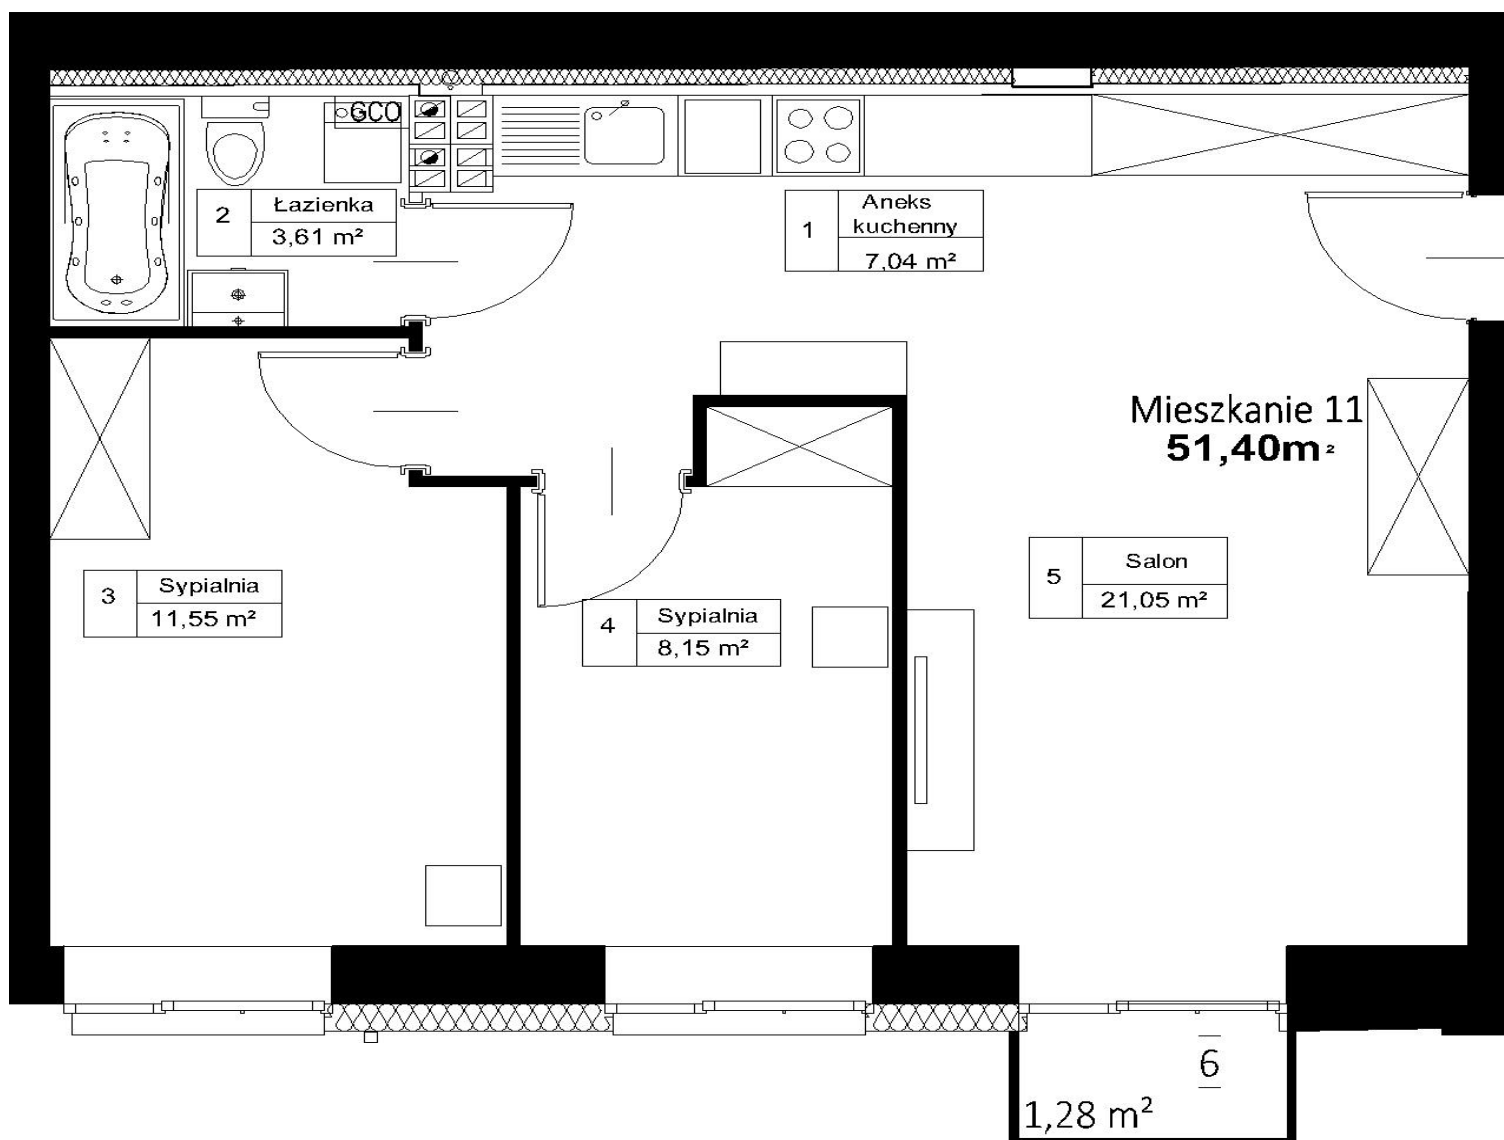 GCO
2
Łazienka
3,61 m²
1
Aneks
kuchenny
7,04 m²
Mieszkanie 11
51,40m²
3
Sypialnia
11,55 m²
4
Sypialnia
8,15 m²
5
Salon
21,05 m²
6
1,28 m²